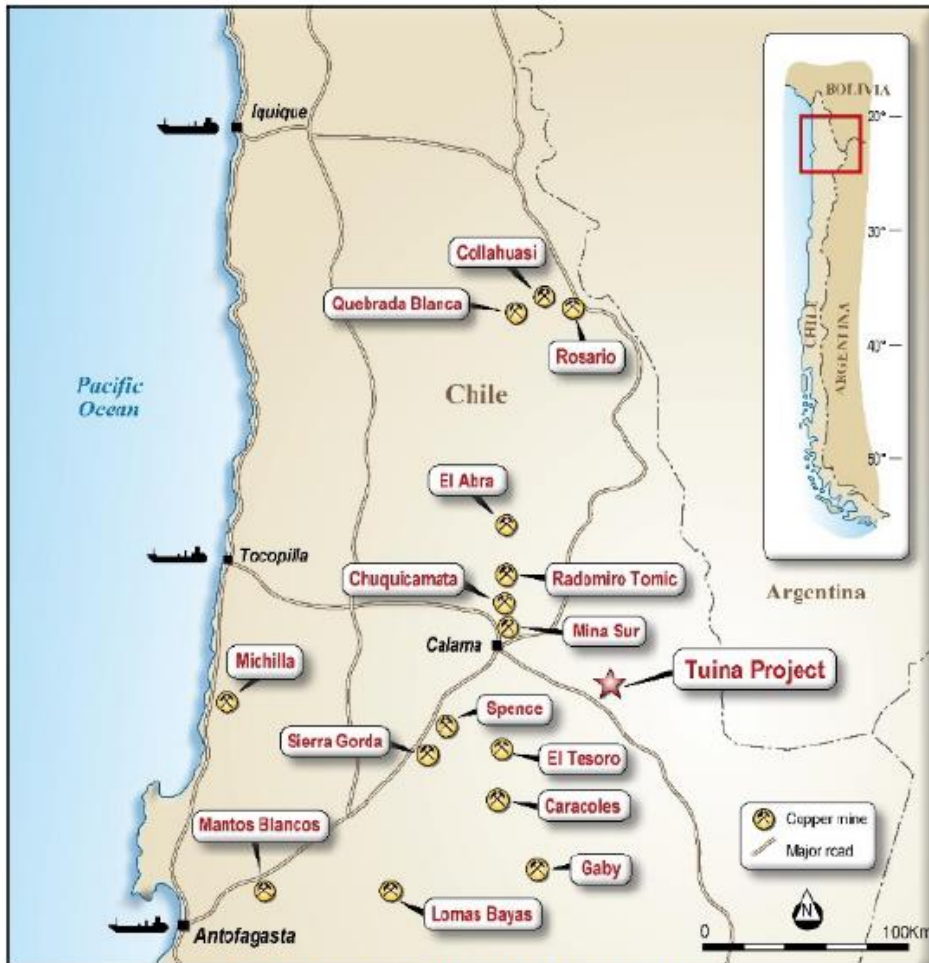 BOLIVIA
20°
Iquique
30°
Collahuasi
Quebrada Blanca
CHILE
ARGENTINA
Rosario
40°
Pacific
Ocean
Chile
50°
El Abra
Tocopilla
Chuquicamata
Radomiro Tomic
Argentina
Mina Sur
Calama
Michilla
Tuina Project
Spence
Sierra Gorda
El Tesoro
Caracoles
Mantos Blancos
Copper mine
Major road
Gaby
Lomas Bayas
N
Antofagasta
0
100Km